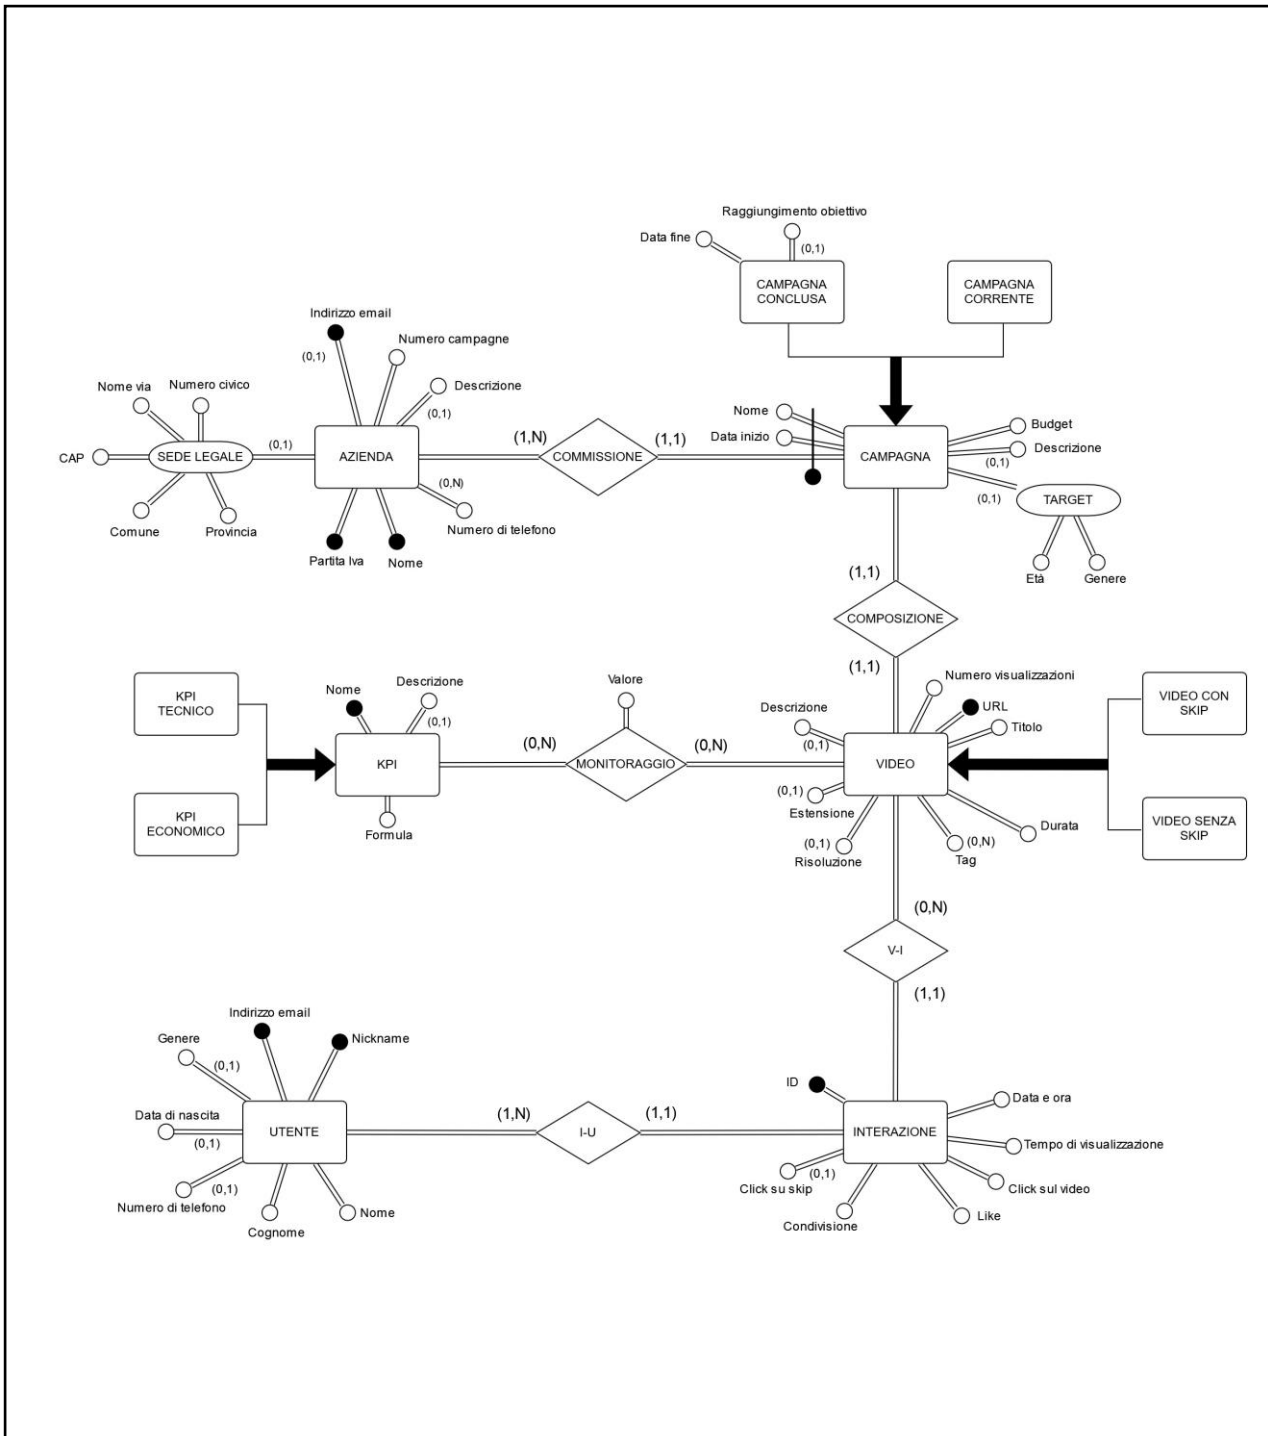 Raggiungimento obiettivo
Data fine
(0,1)
CAMPAGNA
CONCLUSA
CAMPAGNA
CORRENTE
Indirizzo email
(0,1)
Numero campagne
Descrizione
(0,1)
Nome via
Numero civico
CAP
SEDE LEGALE
(0,1)
AZIENDA
Comune
Provincia
Partita Iva
Nome
(0,N)
Numero di telefono
(1,N)
COMMISSIONE
(1,1)
Nome
Data inizio
CAMPAGNA
Budget
Descrizione
(0,1)
(0,1)
TARGET
Età
Genere
(1,1)
COMPOSIZIONE
(1,1)
KPI
TECNICO
KPI
ECONOMICO
Nome
Descrizione
(0,1)
KPI
Formula
(0,N)
Valore
MONITORAGGIO
(0,N)
Numero visualizzazioni
URL
Titolo
Descrizione
(0,1)
VIDEO
(0,1)
Estensione
(0,1)
Risoluzione
(0,N)
Tag
Durata
VIDEO CON
SKIP
VIDEO SENZA
SKIP
(0,N)
V-I
(1,1)
Indirizzo email
Nickname
Genere
(0,1)
Data di nascita
(0,1)
UTENTE
(0,1)
Numero di telefono
Cognome
Nome
(1,N)
I-U
(1,1)
ID
INTERAZIONE
Data e ora
Tempo di visualizzazione
Click sul video
Like
Condivisione
(0,1)
Click su skip